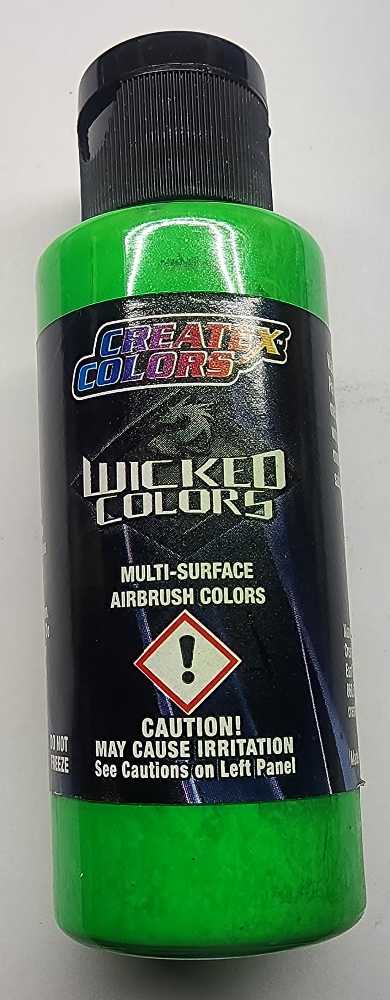 CREATEX™
COLORS
WICKED
COLORS
MULTI-SURFACE
AIRBRUSH COLORS
!
CAUTION!
MAY CAUSE IRRITATION
See Cautions on Left Panel
DO NOT
FREEZE